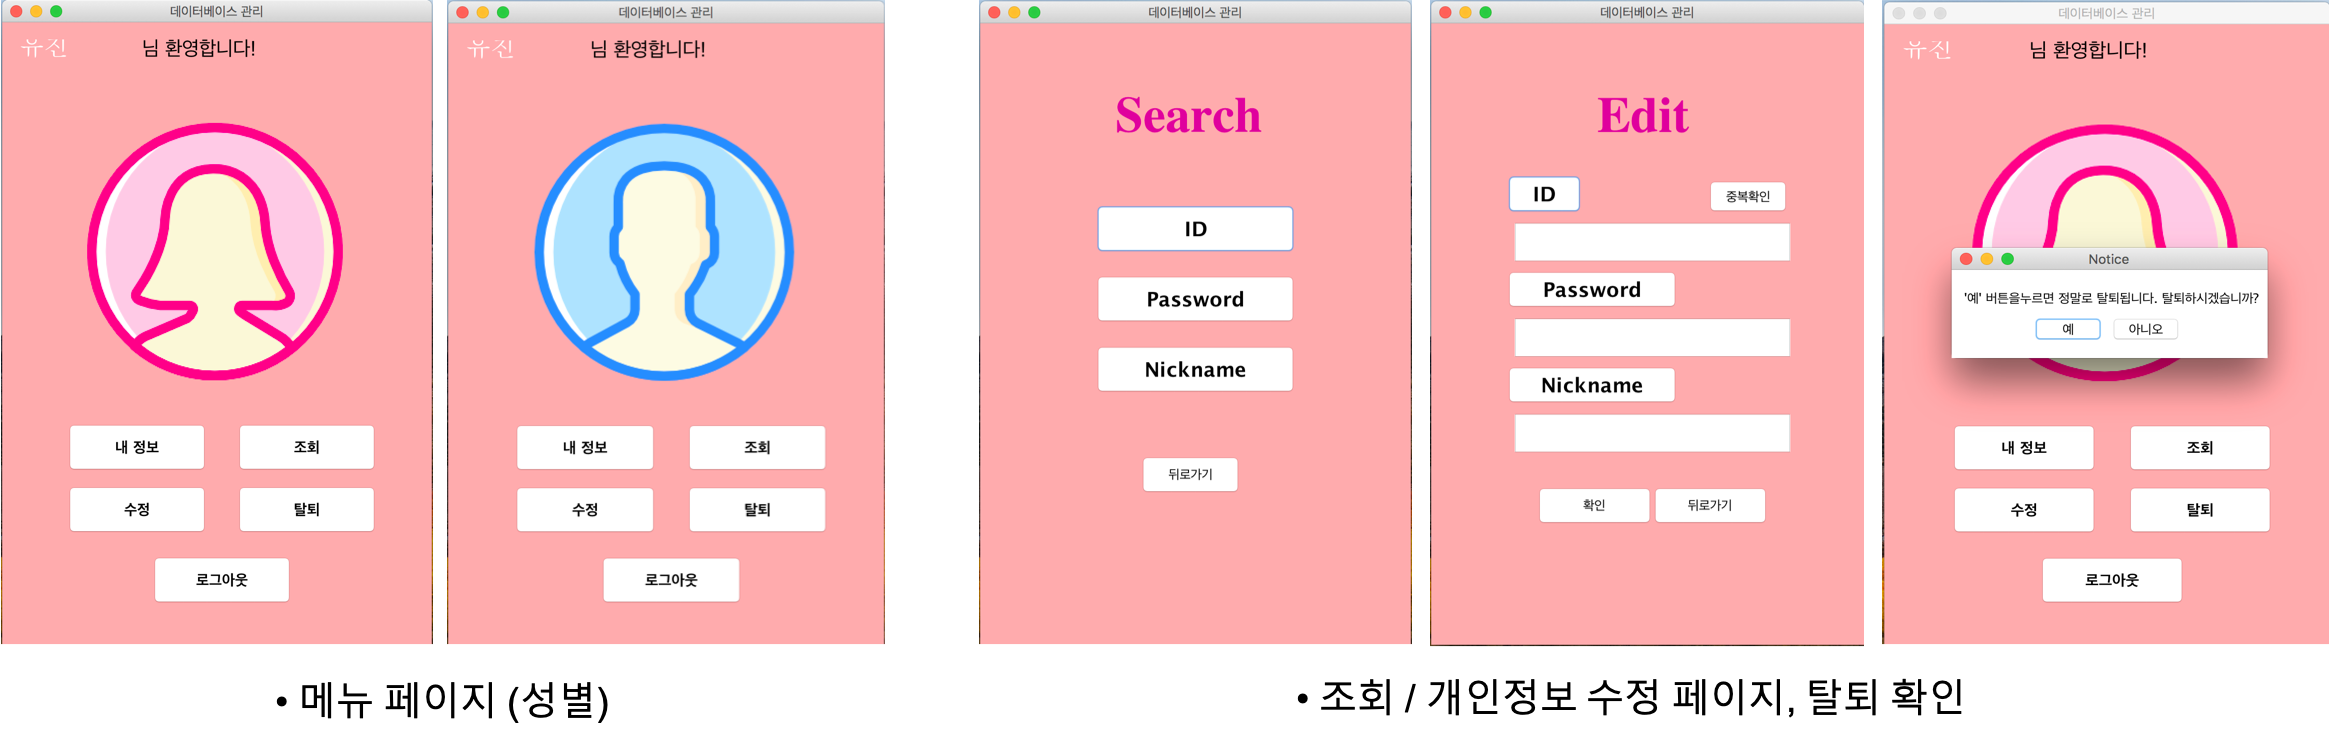 데이터베이스 관리
유진 님 환영합니다!
내 정보 조회
수정 탈퇴
로그아웃
데이터베이스 관리
유진 님 환영합니다!
내 정보 조회
수정 탈퇴
로그아웃
• 메뉴 페이지 (성별)
데이터베이스 관리
Search
ID
Password
Nickname
뒤로가기
데이터베이스 관리
Edit
ID 중복확인
Password
Nickname
확인 뒤로가기
데이터베이스 관리
유진 님 환영합니다!
Notice
'예' 버튼을누르면 정말로 탈퇴됩니다. 탈퇴하시겠습니까?
예 아니오
내 정보 조회
수정 탈퇴
로그아웃
• 조회 / 개인정보 수정 페이지, 탈퇴 확인